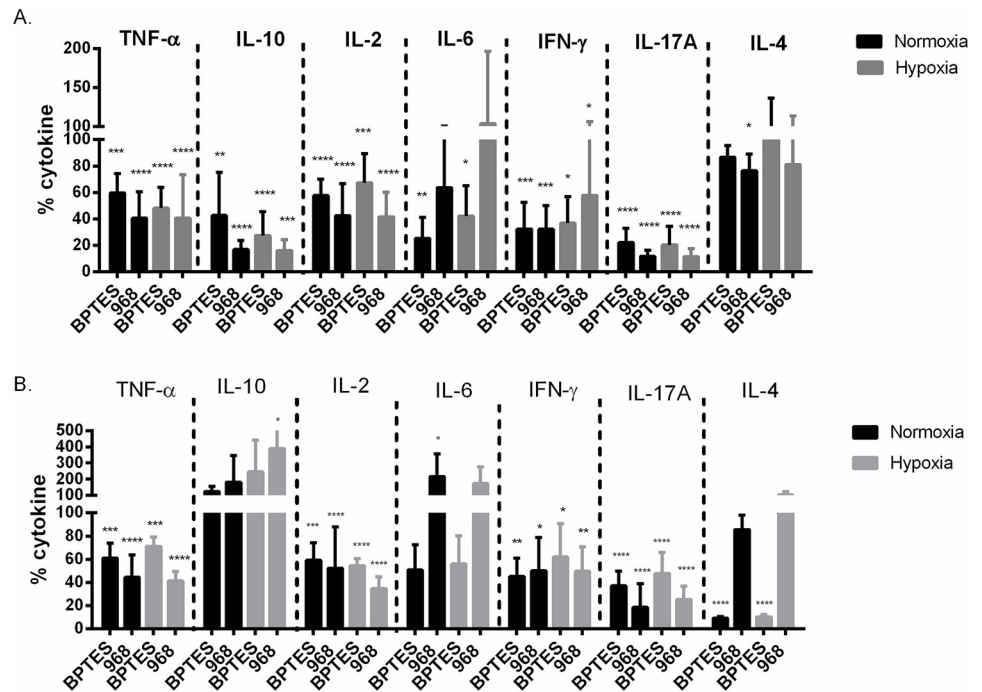 A.
TNF-α IL-10 IL-2 IL-6 IFN-γ IL-17A IL-4
Normoxia
Hypoxia
% cytokine
200
150
100
100
80
60
40
20
0
*** **** **** ****
** **** **** ***
**** **** *** ****
** *
*** *** * *
**** **** **** ****
*
BPTES 968 BPTES 968 BPTES 968 BPTES 968 BPTES 968 BPTES 968 BPTES 968 BPTES 968 BPTES 968 BPTES 968 BPTES 968 BPTES 968 BPTES 968 BPTES 968
B.
TNF-α IL-10 IL-2 IL-6 IFN-γ IL-17A IL-4
Normoxia
Hypoxia
% cytokine
500
400
300
200
100
100
80
60
40
20
0
*** **** *** ****
*
*** **** **** ****
*
** * * **
**** **** **** ****
**** ****
BPTES 968 BPTES 968 BPTES 968 BPTES 968 BPTES 968 BPTES 968 BPTES 968 BPTES 968 BPTES 968 BPTES 968 BPTES 968 BPTES 968 BPTES 968 BPTES 968